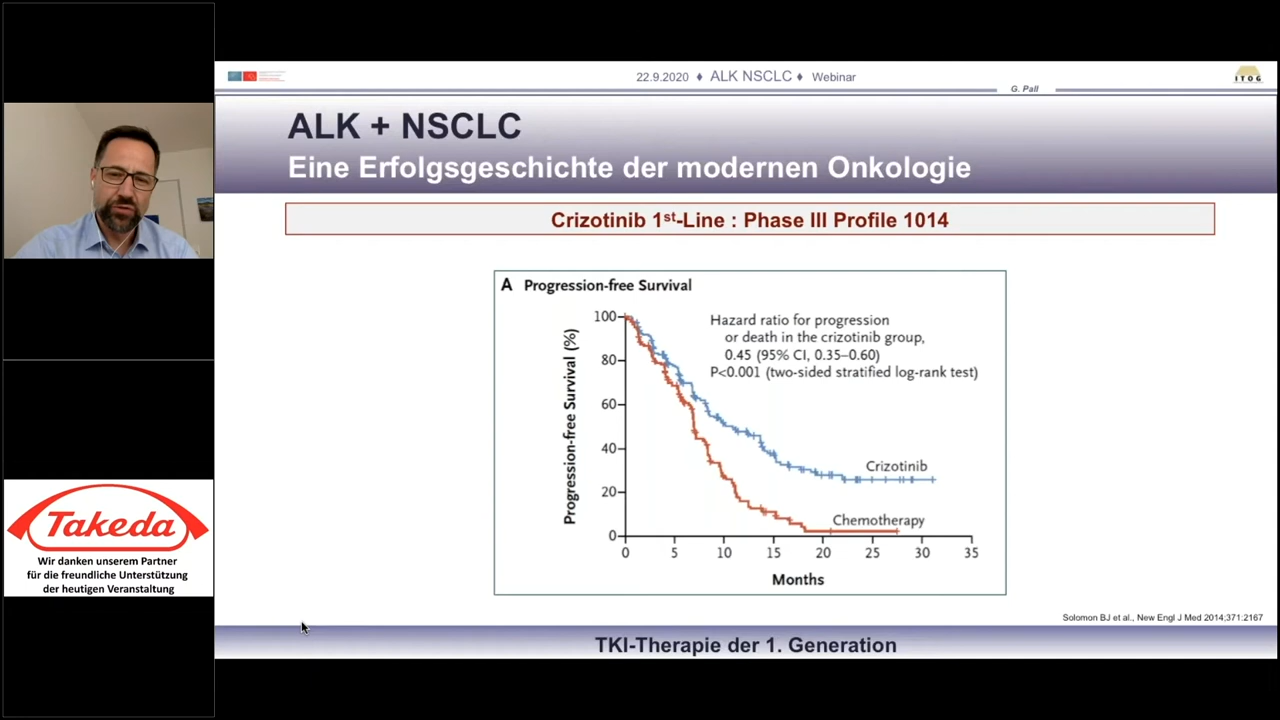 22.9.2020 ♦ ALK NSCLC ♦ Webinar
ITOG
G. Pall
ALK + NSCLC
Eine Erfolgsgeschichte der modernen Onkologie
Crizotinib 1st-Line : Phase III Profile 1014
A Progression-free Survival
Hazard ratio for progression
or death in the crizotinib group,
0.45 (95% CI, 0.35–0.60)
P<0.001 (two-sided stratified log-rank test)
Progression-free Survival (%)
100
80
60
40
20
0
Crizotinib
Chemotherapy
0 5 10 15 20 25 30 35
Months
Solomon BJ et al., New Engl J Med 2014;371:2167
TKI-Therapie der 1. Generation
Takeda
Wir danken unserem Partner
für die freundliche Unterstützung
der heutigen Veranstaltung